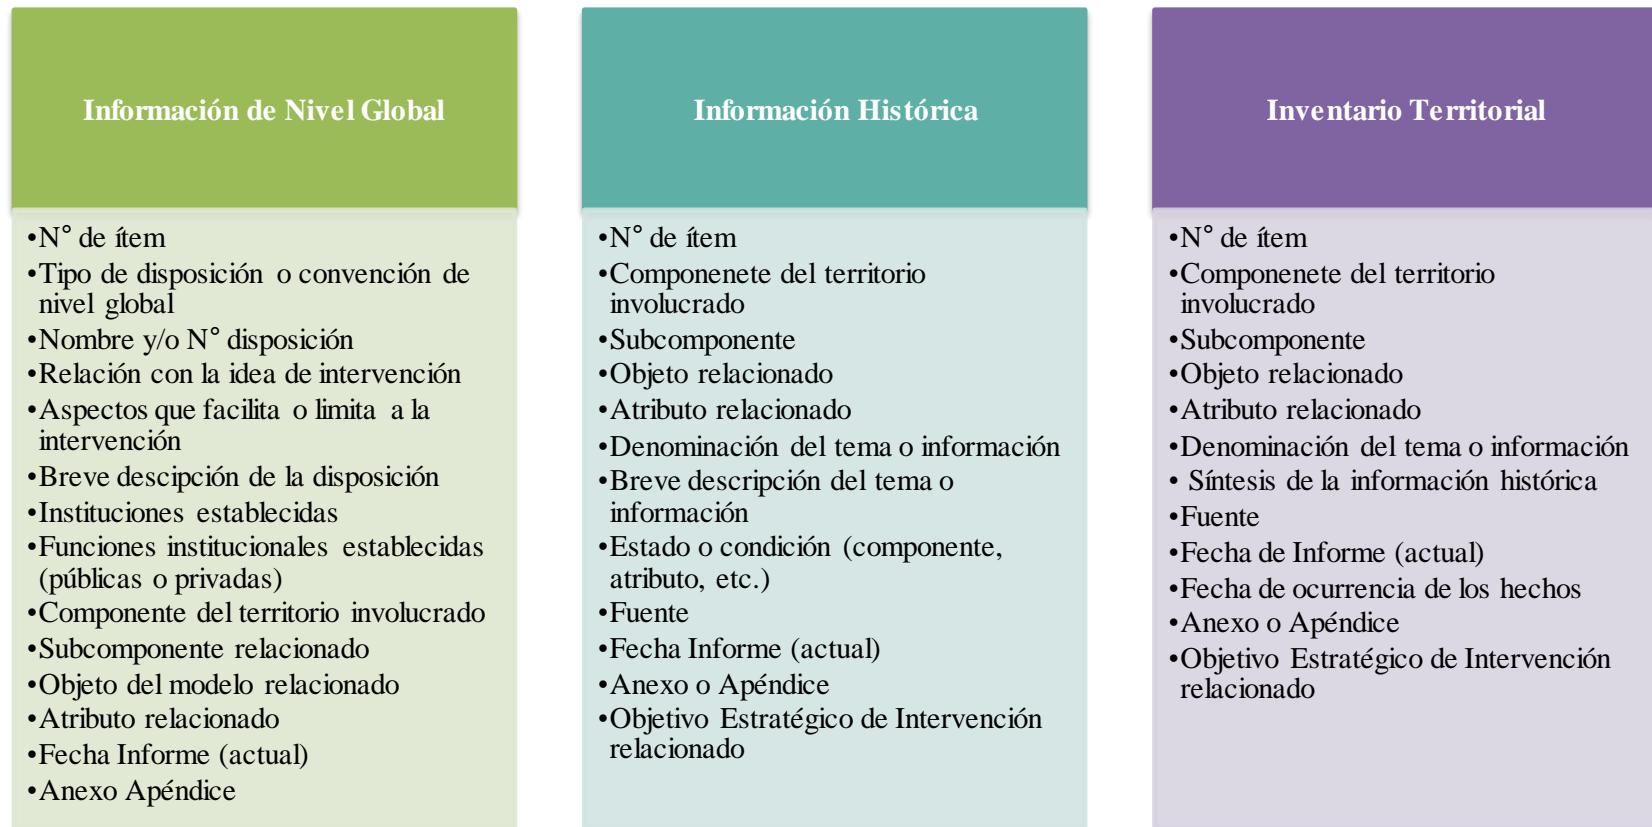 Información de Nivel Global
•N° de ítem
•Tipo de disposición o convención de
nivel global
•Nombre y/o N° disposición
•Relación con la idea de intervención
•Aspectos que facilita o limita a la
intervención
•Breve descipción de la disposición
•Instituciones establecidas
•Funciones institucionales establecidas
(públicas o privadas)
•Componente del territorio involucrado
•Subcomponente relacionado
•Objeto del modelo relacionado
•Atributo relacionado
•Fecha Informe (actual)
•Anexo Apéndice
Información Histórica
•N° de ítem
•Componenete del territorio
involucrado
•Subcomponente
•Objeto relacionado
•Atributo relacionado
•Denominación del tema o información
•Breve descripción del tema o
información
•Estado o condición (componente,
atributo, etc.)
•Fuente
•Fecha Informe (actual)
•Anexo o Apéndice
•Objetivo Estratégico de Intervención
relacionado
Inventario Territorial
•N° de ítem
•Componenete del territorio
involucrado
•Subcomponente
•Objeto relacionado
•Atributo relacionado
•Denominación del tema o información
• Síntesis de la información histórica
•Fuente
•Fecha de Informe (actual)
•Fecha de ocurrencia de los hechos
•Anexo o Apéndice
•Objetivo Estratégico de Intervención
relacionado